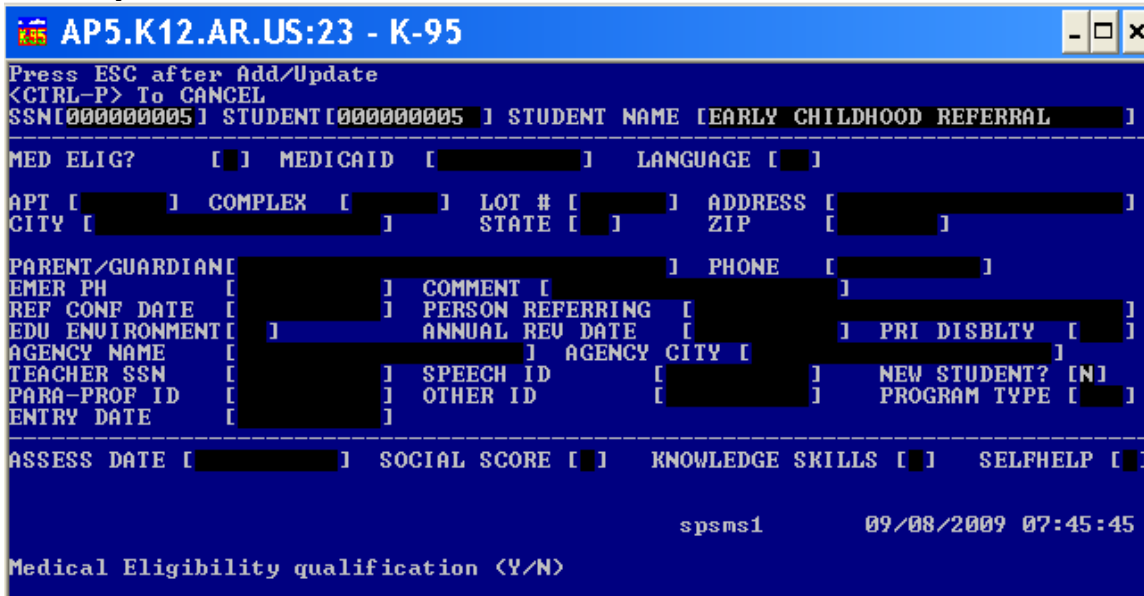 K95 AP5.K12.AR.US:23 - K-95
Press ESC after Add/Update
<CTRL-P> To CANCEL
SSN[000000005] STUDENT[000000005 ] STUDENT NAME [EARLY CHILDHOOD REFERRAL ]
MED ELIG? [ ] MEDICAID [ ] LANGUAGE [ ]
APT [ ] COMPLEX [ ] LOT # [ ] ADDRESS [ ]
CITY [ ] STATE [ ] ZIP [ ]
PARENT/GUARDIAN[ ] PHONE [ ]
EMER PH [ ] COMMENT [ ]
REF CONF DATE [ ] PERSON REFERRING [ ]
EDU ENVIRONMENT[ ] ANNUAL REV DATE [ ] PRI DISBLTY [ ]
AGENCY NAME [ ] AGENCY CITY [ ]
TEACHER SSN [ ] SPEECH ID [ ] NEW STUDENT? [N]
PARA-PROF ID [ ] OTHER ID [ ] PROGRAM TYPE [ ]
ENTRY DATE [ ]
ASSESS DATE [ ] SOCIAL SCORE [ ] KNOWLEDGE SKILLS [ ] SELFHELP [ ]
spsms1 09/08/2009 07:45:45
Medical Eligibility qualification (Y/N)